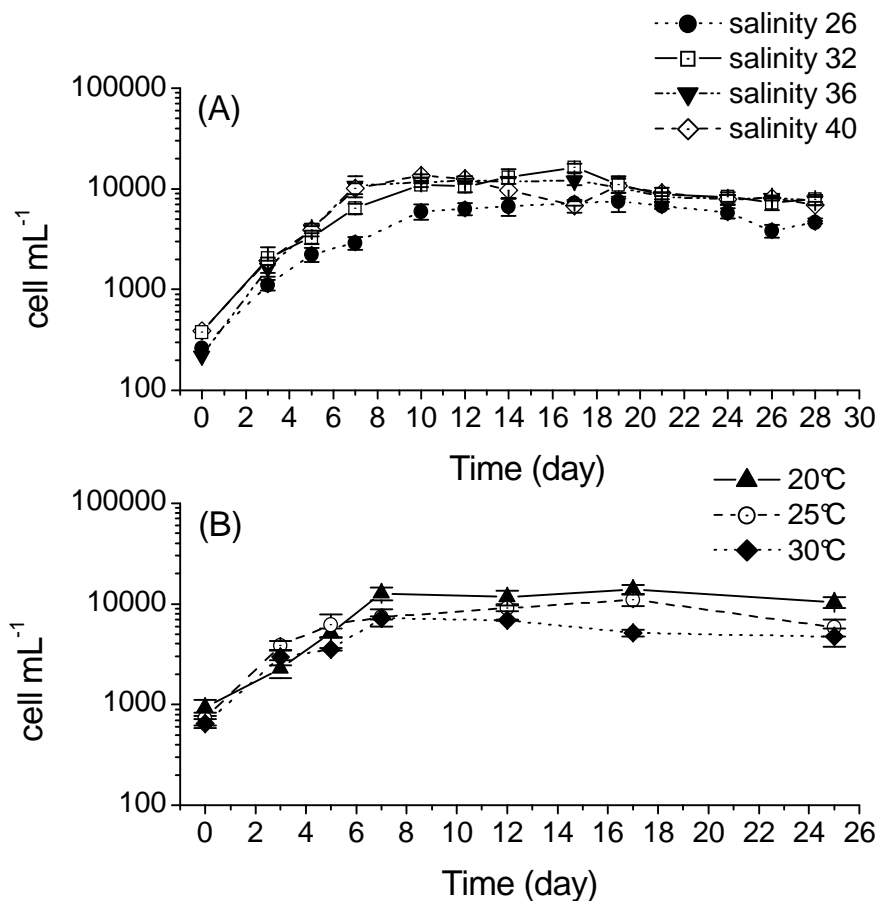 salinity 26
salinity 32
salinity 36
salinity 40
(A)
100000
10000
1000
100
cell mL⁻¹
0 2 4 6 8 10 12 14 16 18 20 22 24 26 28 30
Time (day)
20℃
25℃
30℃
(B)
100000
10000
1000
100
cell mL⁻¹
0 2 4 6 8 10 12 14 16 18 20 22 24 26
Time (day)